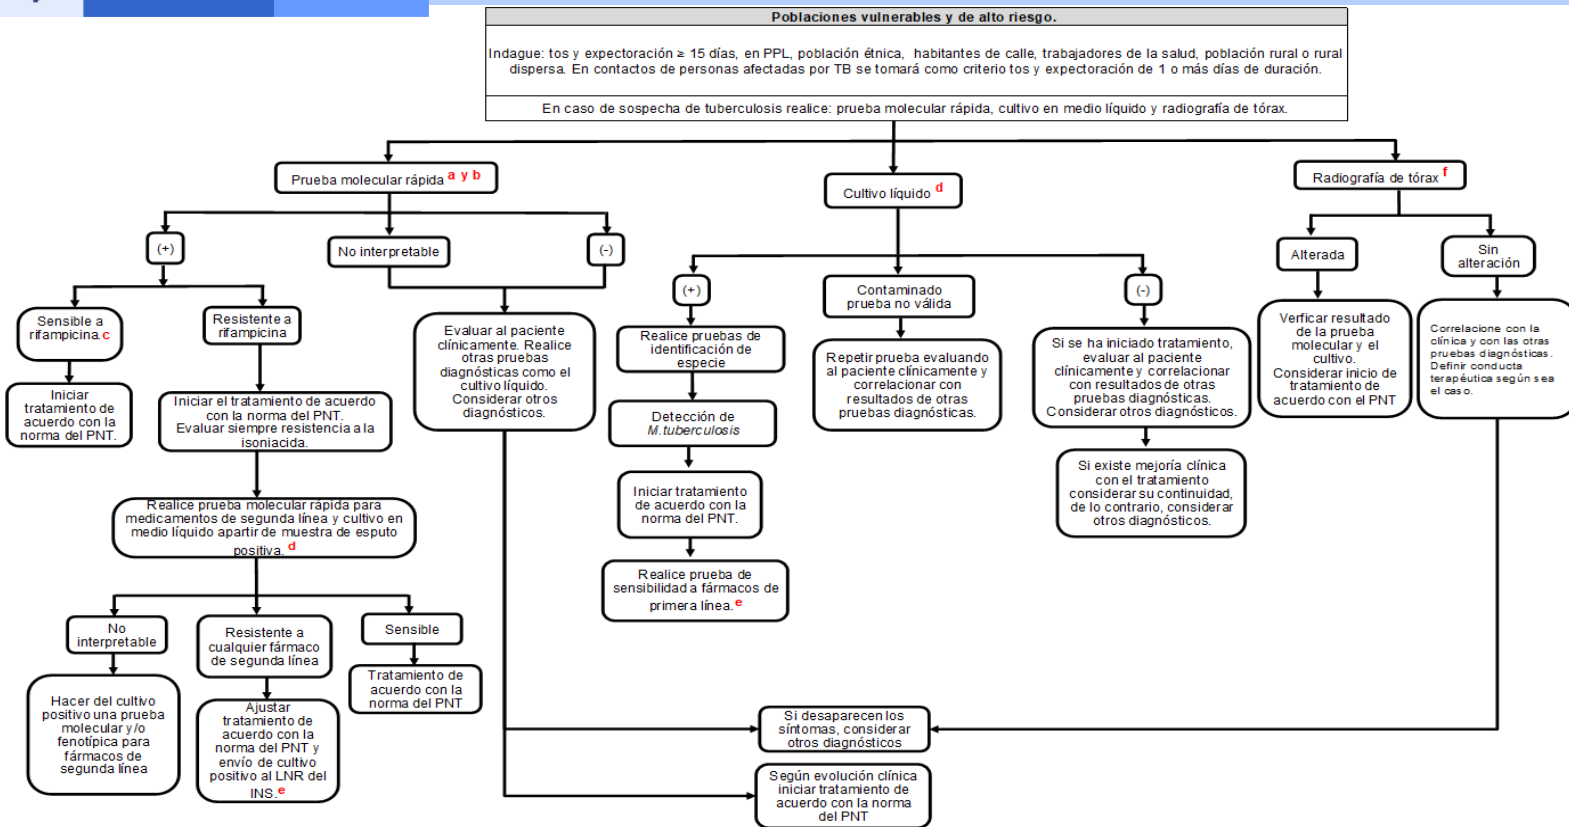 Poblaciones vulnerables y de alto riesgo.
Indague: tos y expectoración ≥ 15 días, en PPL, población étnica, habitantes de calle, trabajadores de la salud, población rural o rural
dispersa. En contactos de personas afectadas por TB se tomará como criterio tos y expectoración de 1 o más días de duración.
En caso de sospecha de tuberculosis realice: prueba molecular rápida, cultivo en medio líquido y radiografía de tórax.
Prueba molecular rápida a y b
Cultivo líquido d
Radiografía de tórax f
(+)
No interpretable
(-)
Sensible a
rifampicina.c
Resistente a
rifampicina
Iniciar
tratamiento de
acuerdo con la
norma del PNT.
Iniciar el tratamiento de acuerdo
con la norma del PNT.
Evaluar siempre resistencia a la
isoniacida.
Realice prueba molecular rápida para
medicamentos de segunda línea y cultivo en
medio líquido apartir de muestra de esputo
positiva. d
No
interpretable
Resistente a
cualquier fármaco
de segunda línea
Sensible
Hacer del cultivo
positivo una prueba
molecular y/o
fenotípica para
fármacos de
segunda línea
Ajustar
tratamiento de
acuerdo con la
norma del PNT y
envío de cultivo
positivo al LNR del
INS.e
Tratamiento de
acuerdo con la
norma del PNT
Evaluar al paciente
clínicamente. Realice
otras pruebas
diagnósticas como el
cultivo líquido.
Considerar otros
diagnósticos.
(+)
Contaminado
prueba no válida
(-)
Realice pruebas de
identificación de
especie
Detección de
M.tuberculosis
Iniciar tratamiento
de acuerdo con la
norma del PNT.
Realice prueba de
sensibilidad a fármacos de
primera línea.e
Repetir prueba evaluando
al paciente clínicamente y
correlacionar con
resultados de otras
pruebas diagnósticas.
Si se ha iniciado tratamiento,
evaluar al paciente
clínicamente y correlacionar
con resultados de otras
pruebas diagnósticas.
Considerar otros diagnósticos.
Si existe mejoría clínica
con el tratamiento
considerar su continuidad,
de lo contrario, considerar
otros diagnósticos.
Alterada
Sin
alteración
Verficar resultado
de la prueba
molecular y el
cultivo.
Considerar inicio de
tratamiento de
acuerdo con el PNT
Correlacione con la
clínica y con las otras
pruebas diagnósticas.
Definir conducta
terapéutica según sea
el caso.
Si desaparecen los
síntomas, considerar
otros diagnósticos
Según evolución clínica
iniciar tratamiento de
acuerdo con la norma
del PNT